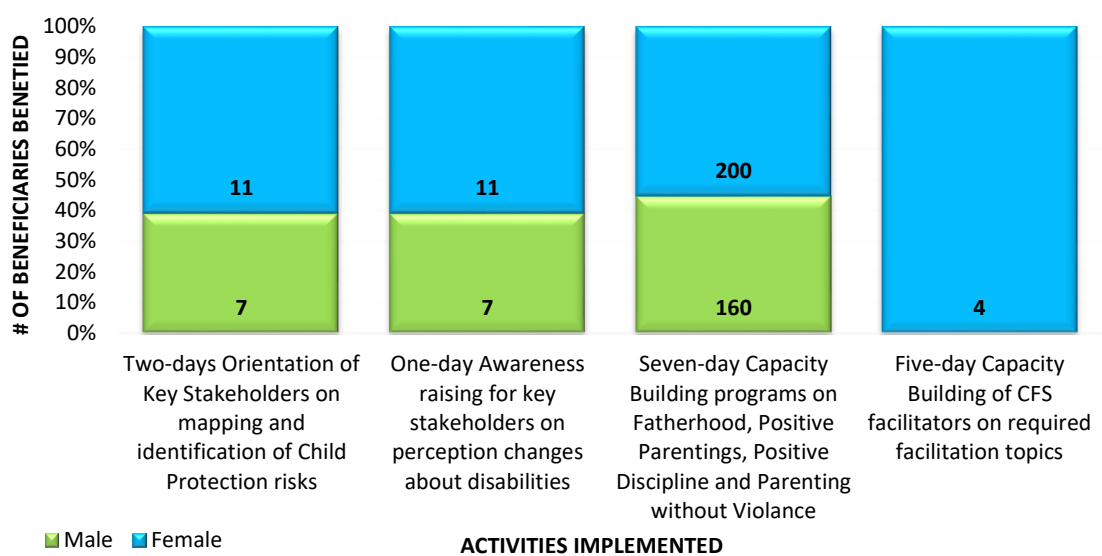 # OF BENEFICIARIES BENETIED
100%
90%
80%
70%
60%
50%
40%
30%
20%
10%
0%
11
11
200
7
7
160
4
Two-days Orientation of
Key Stakeholders on
mapping and
identification of Child
Protection risks
One-day Awareness
raising for key
stakeholders on
perception changes
about disabilities
Seven-day Capacity
Building programs on
Fatherhood, Positive
Parentings, Positive
Discipline and Parenting
without Violance
Five-day Capacity
Building of CFS
facilitators on required
facilitation topics
Male Female
ACTIVITIES IMPLEMENTED